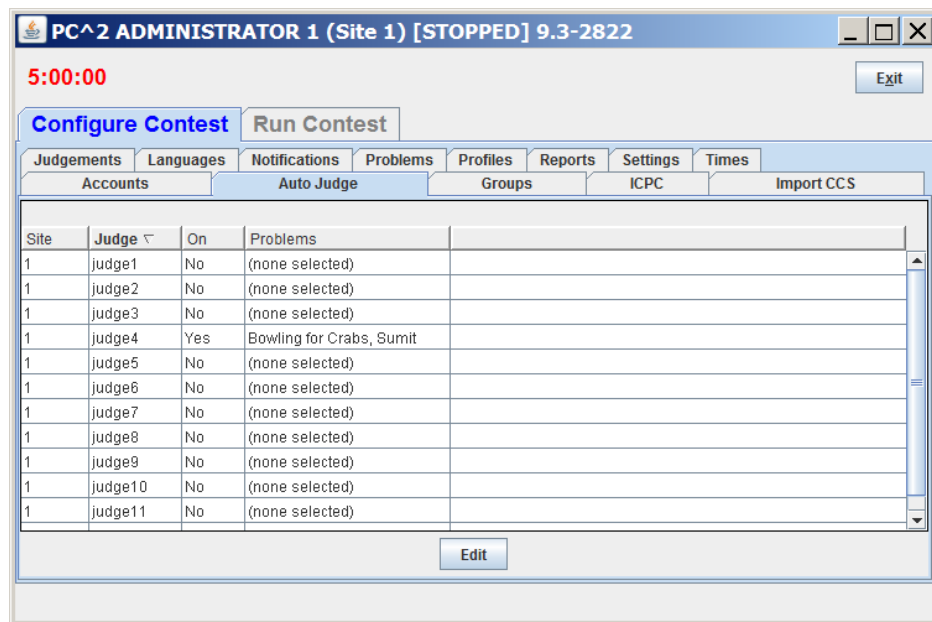 PC^2 ADMINISTRATOR 1 (Site 1) [STOPPED] 9.3-2822
5:00:00 Exit
Configure Contest Run Contest
Judgements Languages Notifications Problems Profiles Reports Settings Times
Accounts Auto Judge Groups ICPC Import CCS
Site Judge On Problems
1 judge1 No (none selected)
1 judge2 No (none selected)
1 judge3 No (none selected)
1 judge4 Yes Bowling for Crabs, Sumit
1 judge5 No (none selected)
1 judge6 No (none selected)
1 judge7 No (none selected)
1 judge8 No (none selected)
1 judge9 No (none selected)
1 judge10 No (none selected)
1 judge11 No (none selected)
Edit